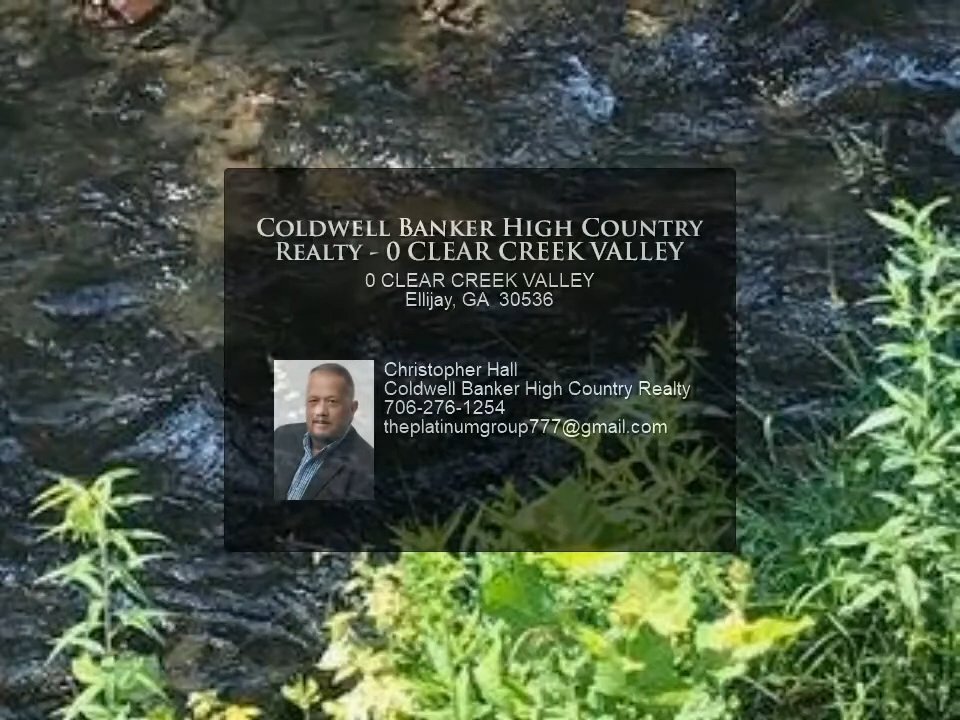 Coldwell Banker High Country
Realty - 0 CLEAR CREEK VALLEY
0 CLEAR CREEK VALLEY
Ellijay, GA  30536
Christopher Hall
Coldwell Banker High Country Realty
706-276-1254
theplatinumgroup777@gmail.com